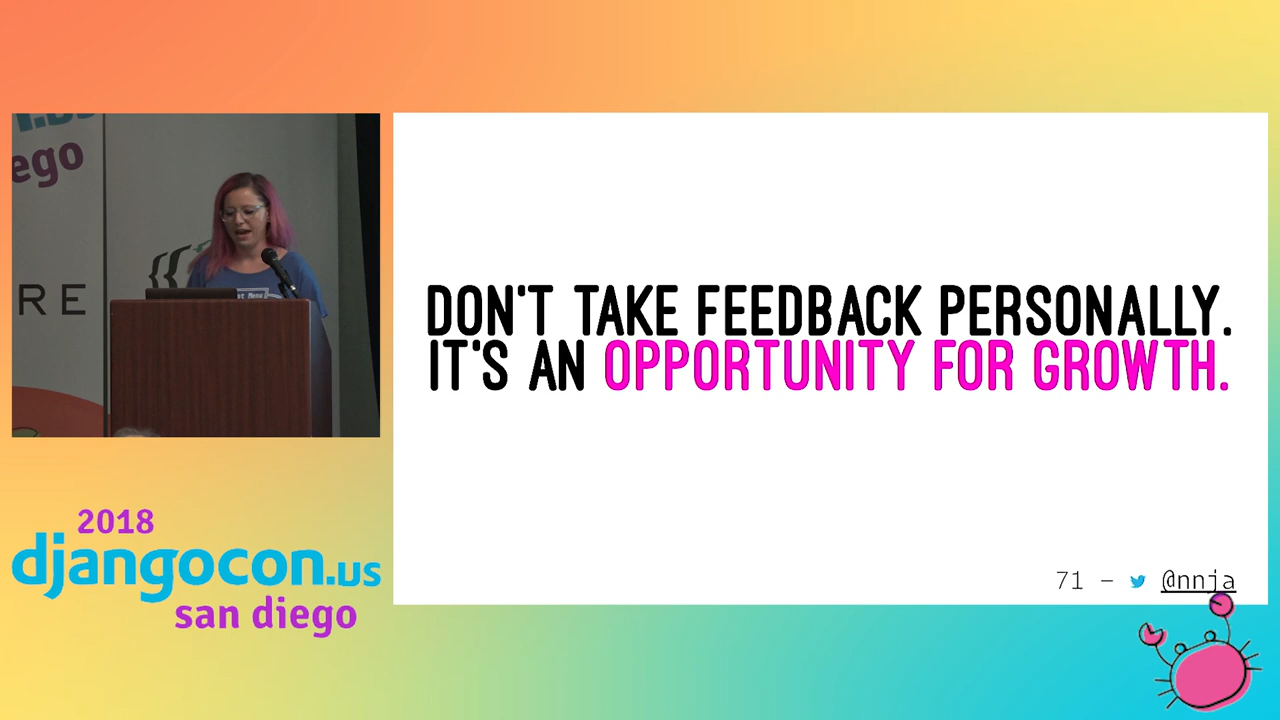 ego
RE
DON'T TAKE FEEDBACK PERSONALLY.
IT'S AN OPPORTUNITY FOR GROWTH.
71 – @nnja
2018
djangocon.us
san diego